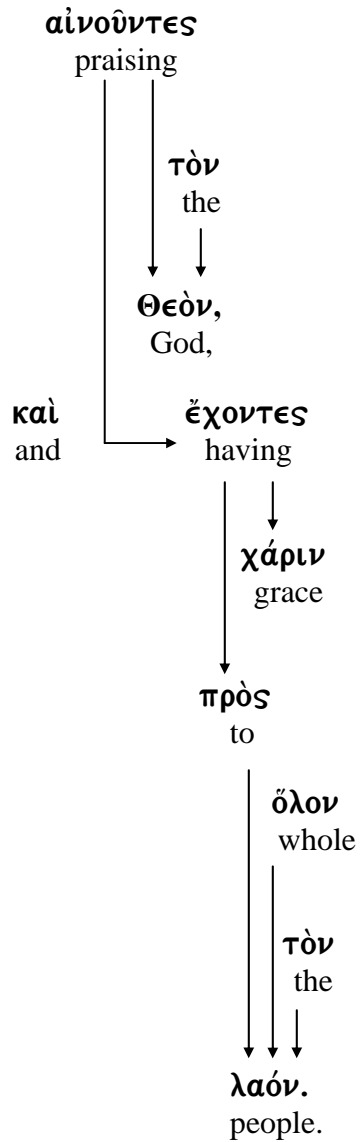 αἰνοῦντες
praising
τὸν
the
Θεὸν,
God,
καὶ ἔχοντες
and having
χάριν
grace
πρὸς
to
ὅλον
whole
τὸν
the
λαόν.
people.